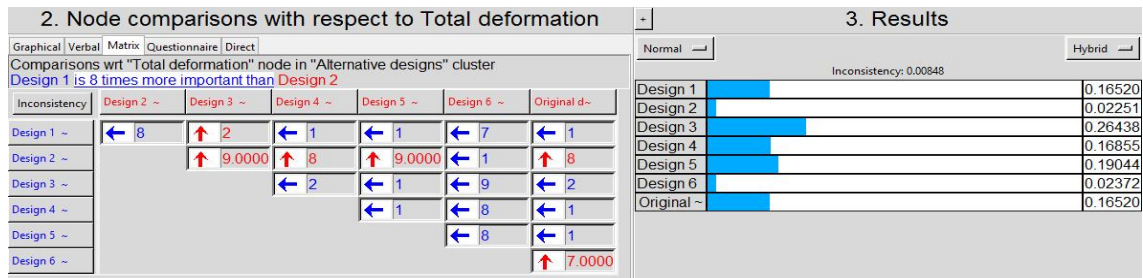 2. Node comparisons with respect to Total deformation
Graphical Verbal Matrix Questionnaire Direct
Comparisons wrt "Total deformation" node in "Alternative designs" cluster
Design 1 is 8 times more important than Design 2
Inconsistency Design 2 ~ Design 3 ~ Design 4 ~ Design 5 ~ Design 6 ~ Original d~
Design 1 ~ 8 2 1 1 7 1
Design 2 ~ 9.0000 8 9.0000 1 8
Design 3 ~ 2 1 9 2
Design 4 ~ 1 8 1
Design 5 ~ 8 1
Design 6 ~ 7.0000
+ 3. Results
Normal Hybrid
Inconsistency: 0.00848
Design 1 0.16520
Design 2 0.02251
Design 3 0.26438
Design 4 0.16855
Design 5 0.19044
Design 6 0.02372
Original ~ 0.16520